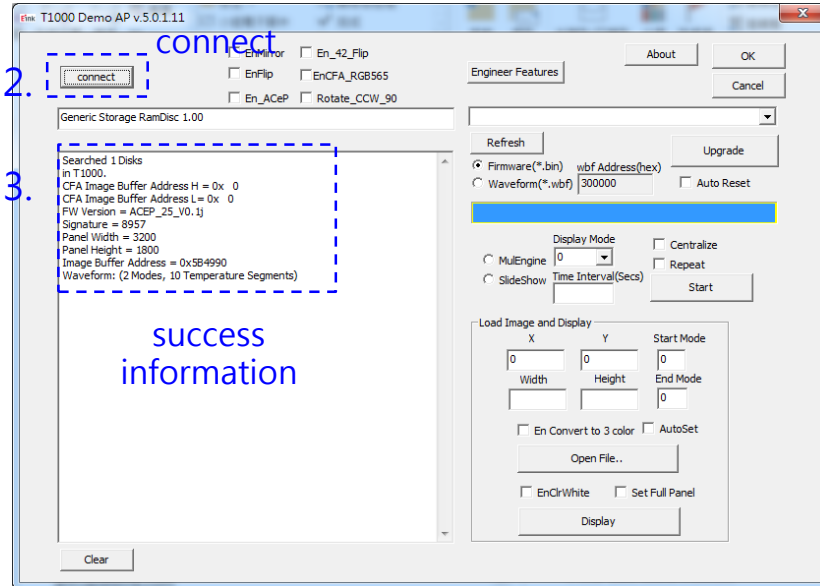 Eink T1000 Demo AP v.5.0.1.11
connect
2.
connect
EnMirror
En_42_Flip
EnFlip
EnCFA_RGB565
En_ACeP
Rotate_CCW_90
Engineer Features
About
OK
Cancel
Generic Storage RamDisc 1.00
3.
Searched 1 Disks
in T1000.
CFA Image Buffer Address H = 0x 0
CFA Image Buffer Address L= 0x 0
FW Version = ACEP_25_V0.1j
Signature = 8957
Panel Width = 3200
Panel Height = 1800
Image Buffer Address = 0x5B4990
Waveform: (2 Modes, 10 Temperature Segments)
success
information
Clear
Refresh
Upgrade
Firmware(*.bin) wbf Address(hex)
Waveform(*.wbf) 300000
Auto Reset
Display Mode
MulEngine 0
Centralize
Repeat
SlideShow Time Interval(Secs)
Start
Load Image and Display
X Y Start Mode
0 0 0
Width Height End Mode
0
En Convert to 3 color AutoSet
Open File..
EnClrWhite Set Full Panel
Display